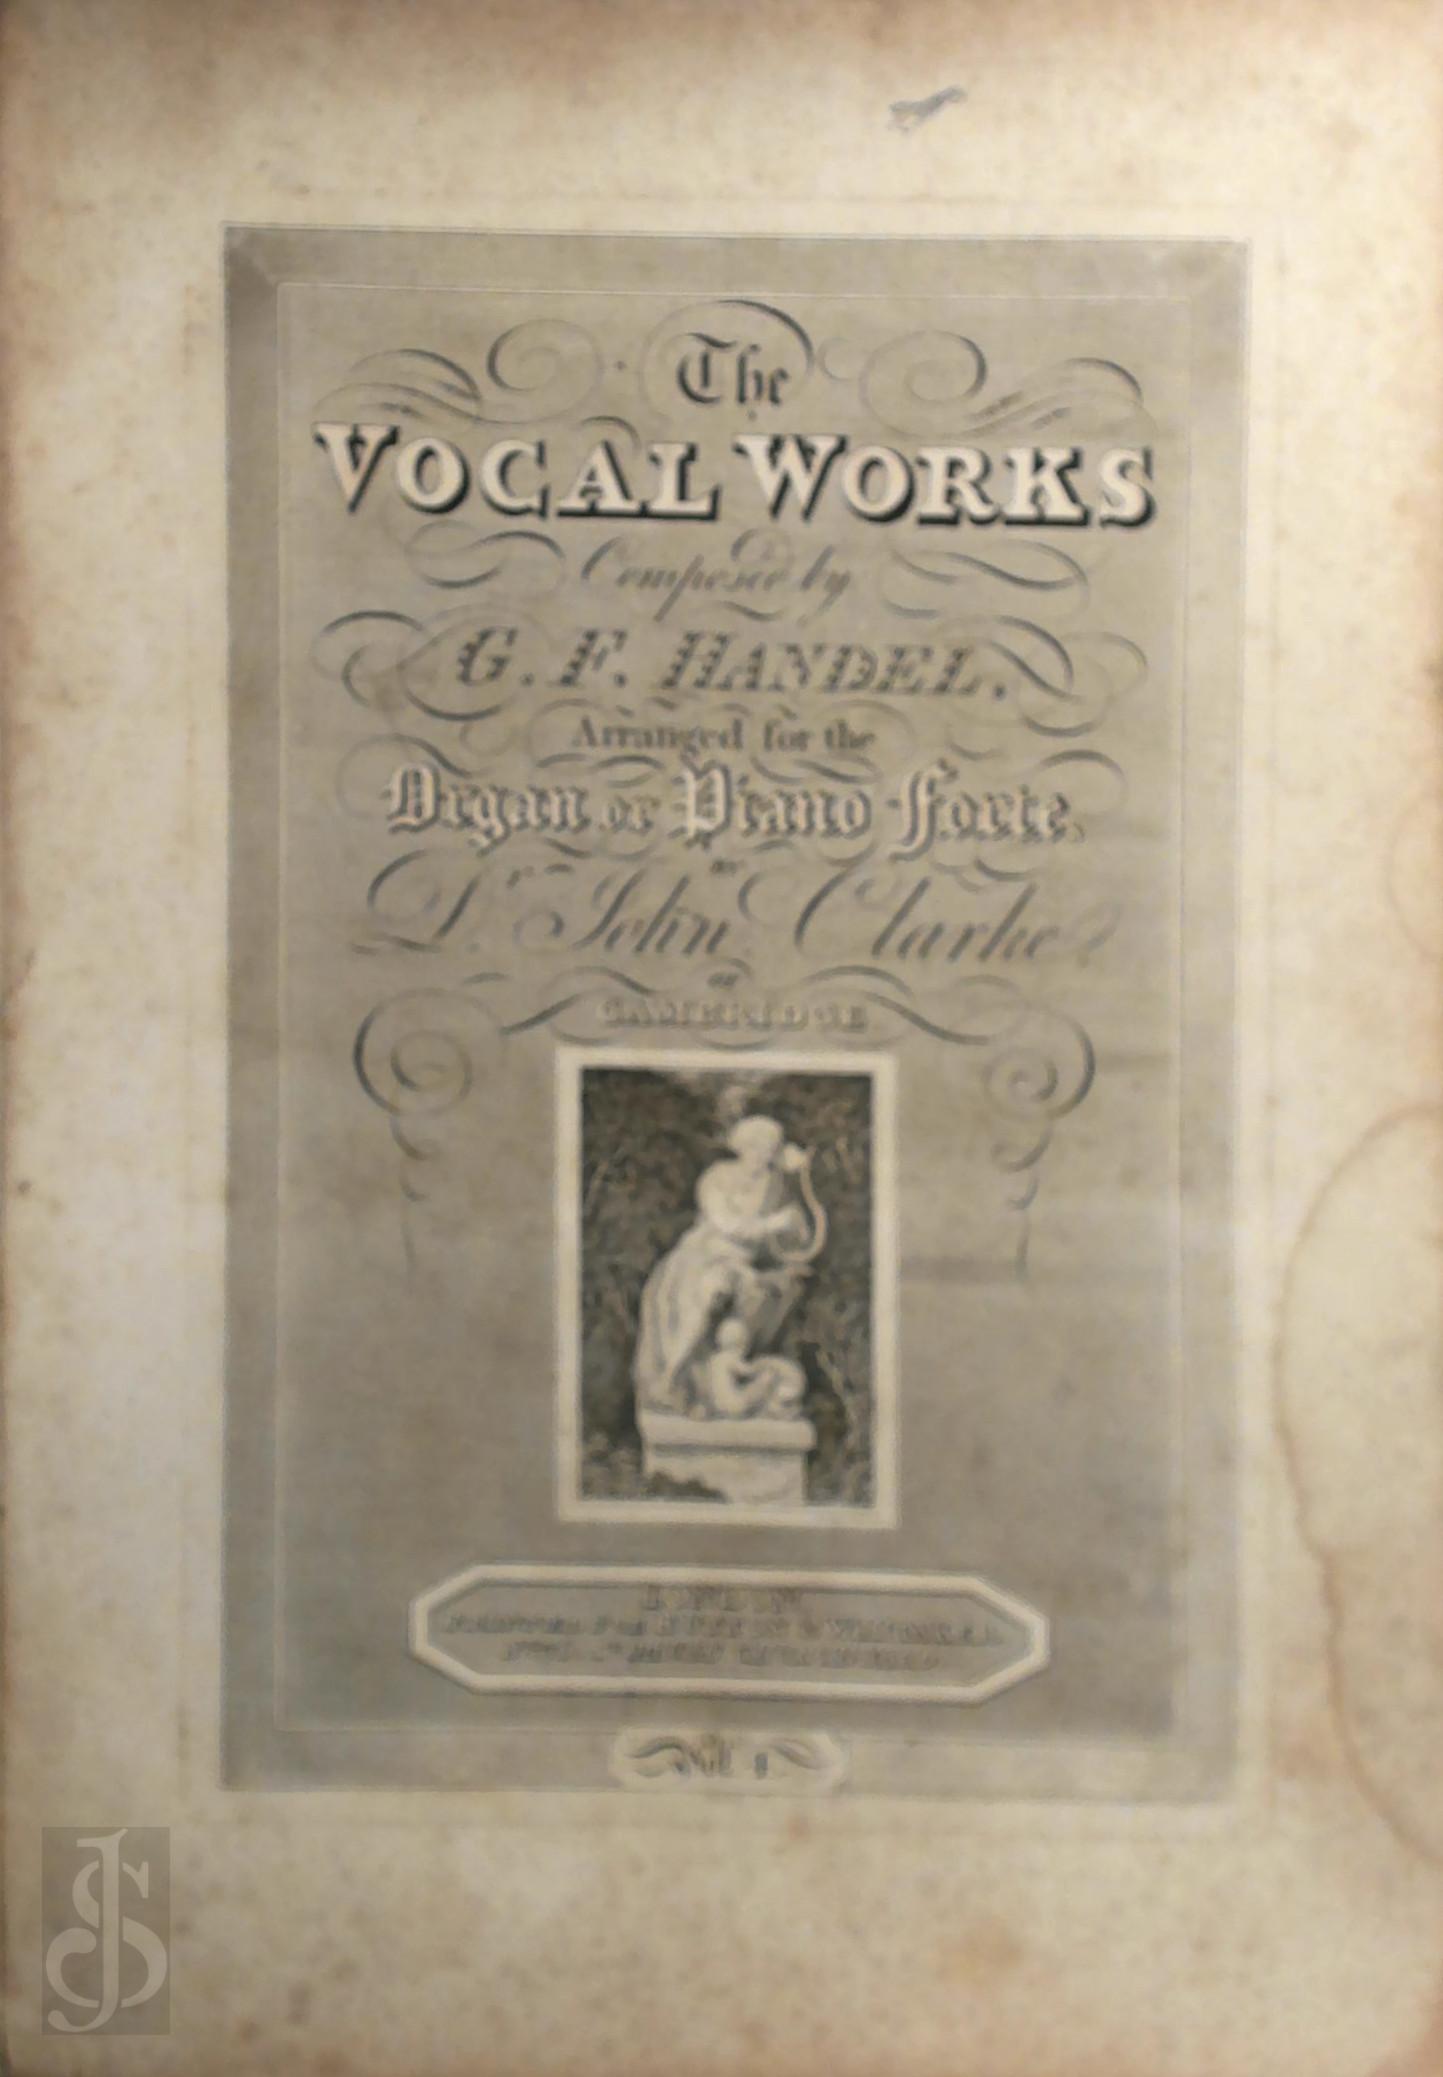 The
VOCAL WORKS
Composed by
G. F. HANDEL.
Arranged for the
Organ or Piano Forte,
BY
Dr. John Clarke
OF
CAMBRIDGE
LONDON